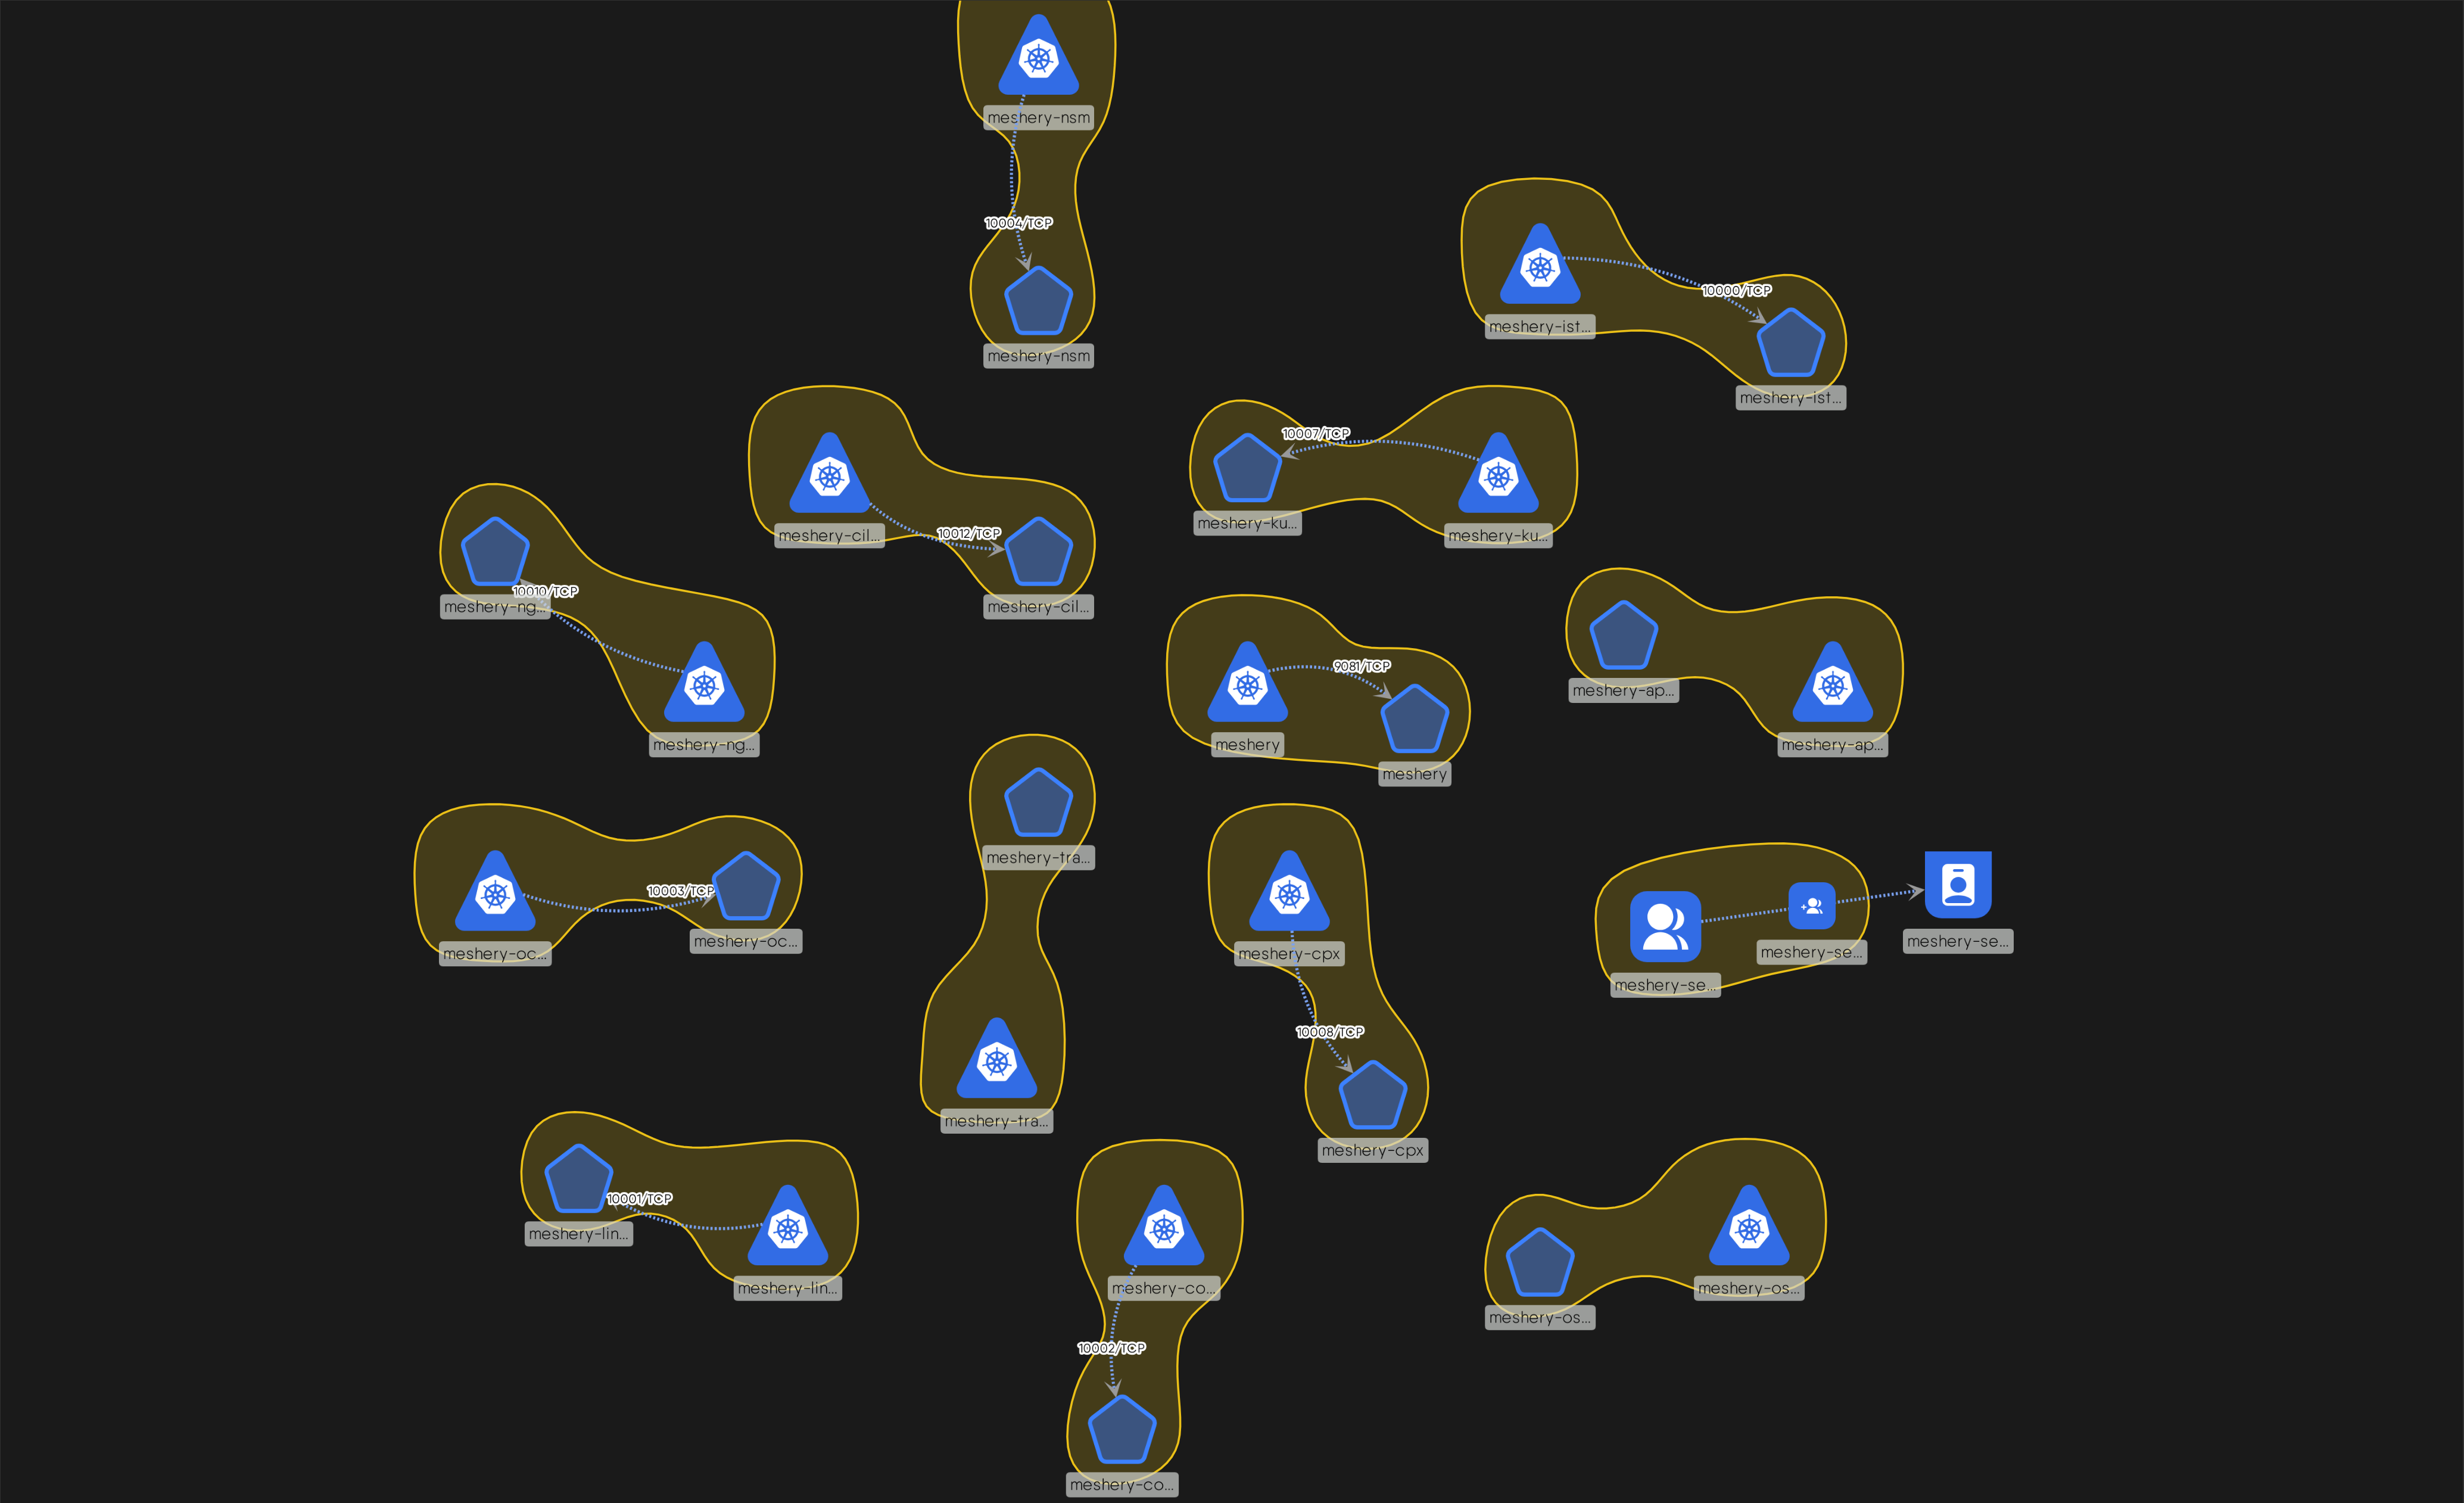 meshery-nsm
10004/TCP
meshery-nsm
10000/TCP
meshery-ist...
meshery-ist...
10007/TCP
meshery-ku...
meshery-ku...
10012/TCP
meshery-cil...
meshery-cil...
10010/TCP
meshery-ng...
meshery-ng...
9081/TCP
meshery
meshery
meshery-ap...
meshery-ap...
meshery-tra...
meshery-tra...
10003/TCP
meshery-oc...
meshery-oc...
meshery-cpx
10008/TCP
meshery-cpx
meshery-se...
meshery-se...
meshery-se...
10001/TCP
meshery-lin...
meshery-lin...
meshery-co...
10002/TCP
meshery-co...
meshery-os...
meshery-os...